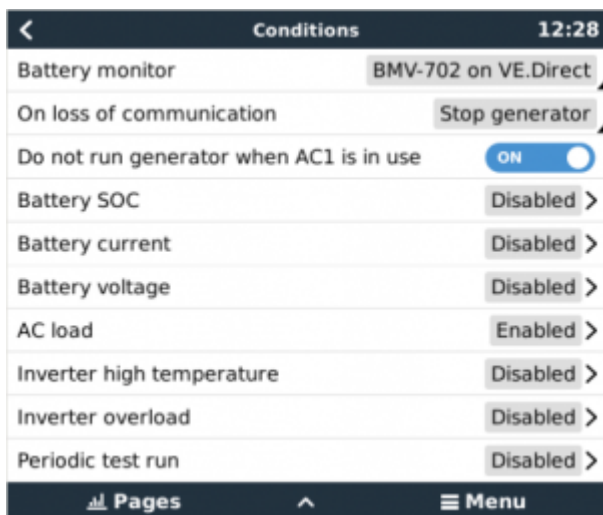 Conditions 12:28
Battery monitor BMV-702 on VE.Direct
On loss of communication Stop generator
Do not run generator when AC1 is in use ON
Battery SOC Disabled
Battery current Disabled
Battery voltage Disabled
AC load Enabled
Inverter high temperature Disabled
Inverter overload Disabled
Periodic test run Disabled
Pages Menu